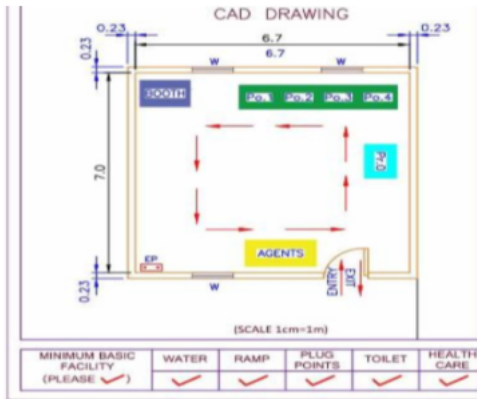 CAD DRAWING
0.23 6.7 0.23
0.23 6.7
W W
BOOTH Po.1 Po.2 Po.3 Po.4
7.0
Pr.O
AGENTS
EP
ENTRY EXIT
0.23
W
(SCALE 1cm=1m)
MINIMUM BASIC FACILITY (PLEASE ✓) WATER RAMP PLUG POINTS TOILET HEALTH CARE